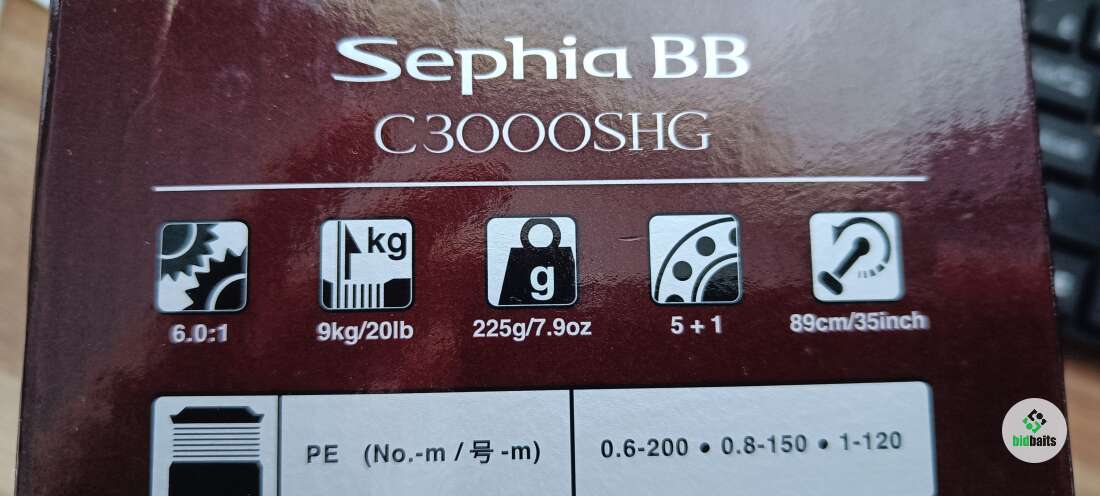 Sephia BB
C3000SHG
kg
g
6.0:1 9kg/20lb 225g/7.9oz 5+1 89cm/35inch
PE (No.-m / 号 -m) 0.6-200 • 0.8-150 • 1-120
bidbaits